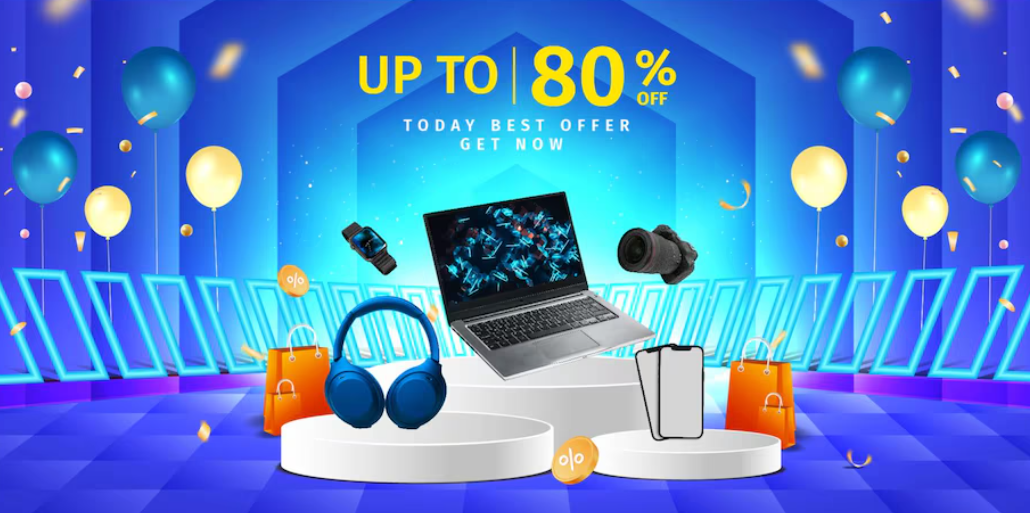 UP TO 80% OFF
TODAY BEST OFFER
GET NOW
%
%